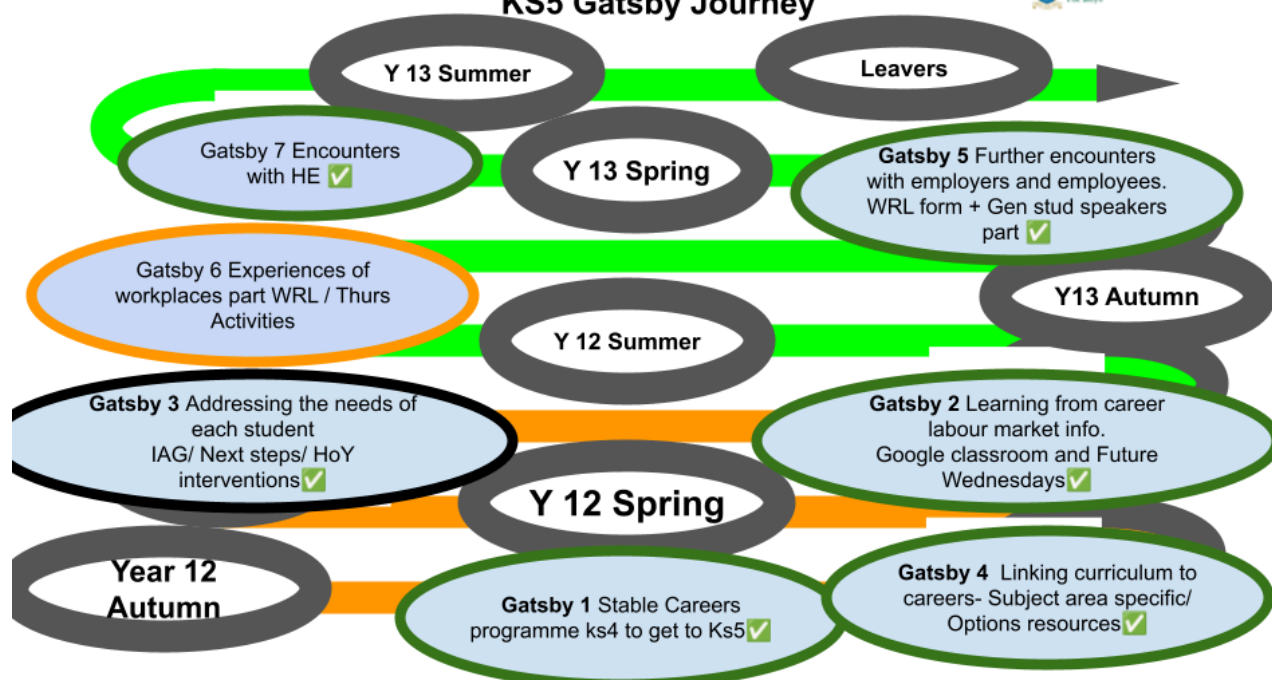 KS5 Gatsby Journey
Y 13 Summer
Leavers
Gatsby 7 Encounters
with HE ✅
Y 13 Spring
Gatsby 5 Further encounters
with employers and employees.
WRL form + Gen stud speakers
part ✅
Gatsby 6 Experiences of
workplaces part WRL / Thurs
Activities
Y13 Autumn
Y 12 Summer
Gatsby 3 Addressing the needs of
each student
IAG/ Next steps/ HoY
interventions✅
Gatsby 2 Learning from career
labour market info.
Google classroom and Future
Wednesdays✅
Y 12 Spring
Year 12
Autumn
Gatsby 1 Stable Careers
programme ks4 to get to Ks5✅
Gatsby 4 Linking curriculum to
careers- Subject area specific/
Options resources✅